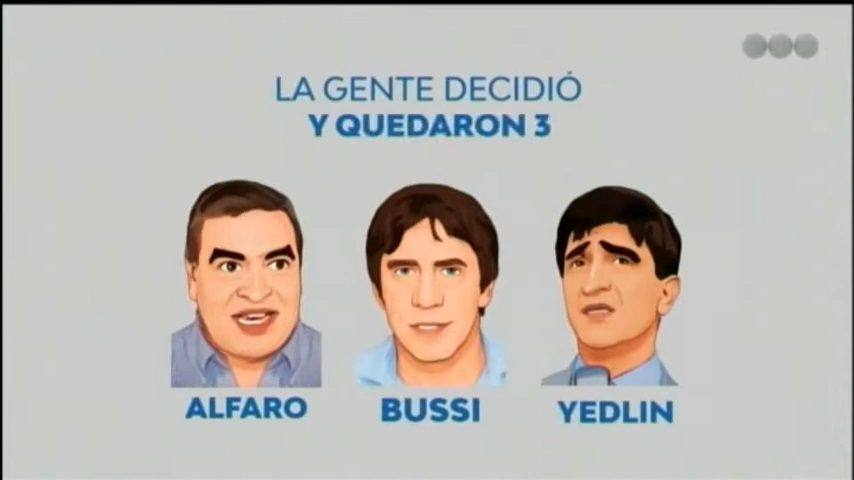 LA GENTE DECIDIÓ
Y QUEDARON 3
ALFARO
BUSSI
YEDLIN